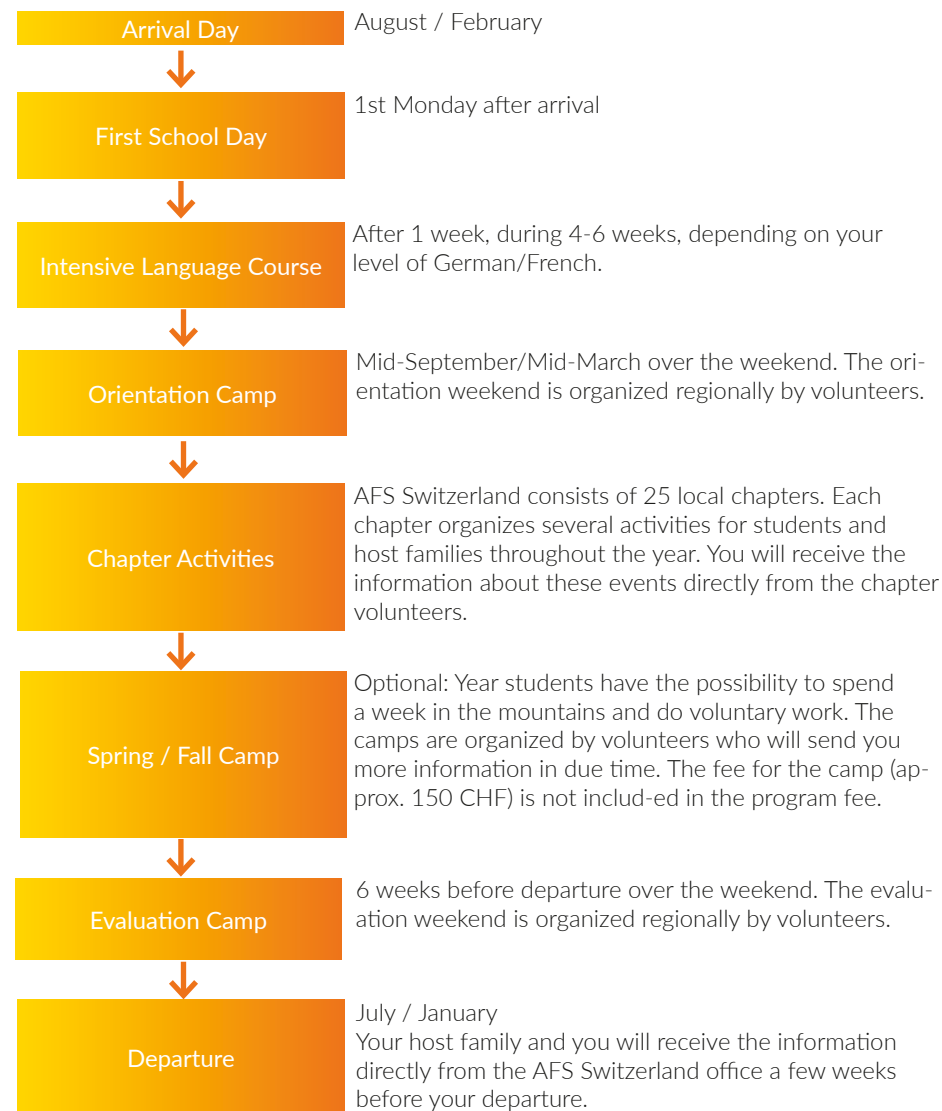 Arrival Day
August / February
First School Day
1st Monday after arrival
Intensive Language Course
After 1 week, during 4-6 weeks, depending on your
level of German/French.
Orientation Camp
Mid-September/Mid-March over the weekend. The ori-
entation weekend is organized regionally by volunteers.
Chapter Activities
AFS Switzerland consists of 25 local chapters. Each
chapter organizes several activities for students and
host families throughout the year. You will receive the
information about these events directly from the chapter
volunteers.
Spring / Fall Camp
Optional: Year students have the possibility to spend
a week in the mountains and do voluntary work. The
camps are organized by volunteers who will send you
more information in due time. The fee for the camp (ap-
prox. 150 CHF) is not includ-ed in the program fee.
Evaluation Camp
6 weeks before departure over the weekend. The evalu-
ation weekend is organized regionally by volunteers.
Departure
July / January
Your host family and you will receive the information
directly from the AFS Switzerland office a few weeks
before your departure.